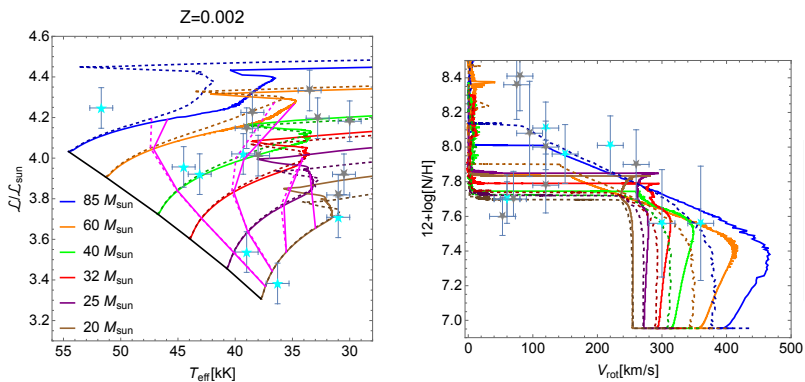 Z=0.002
4.6
4.4
4.2
4.0
3.8
3.6
3.4
3.2
ℒ/ℒsun
85 Msun
60 Msun
40 Msun
32 Msun
25 Msun
20 Msun
55
50
45
40
35
30
Teff[kK]
8.4
8.2
8.0
7.8
7.6
7.4
7.2
7.0
12+log[N/H]
0
100
200
300
400
500
Vrot[km/s]